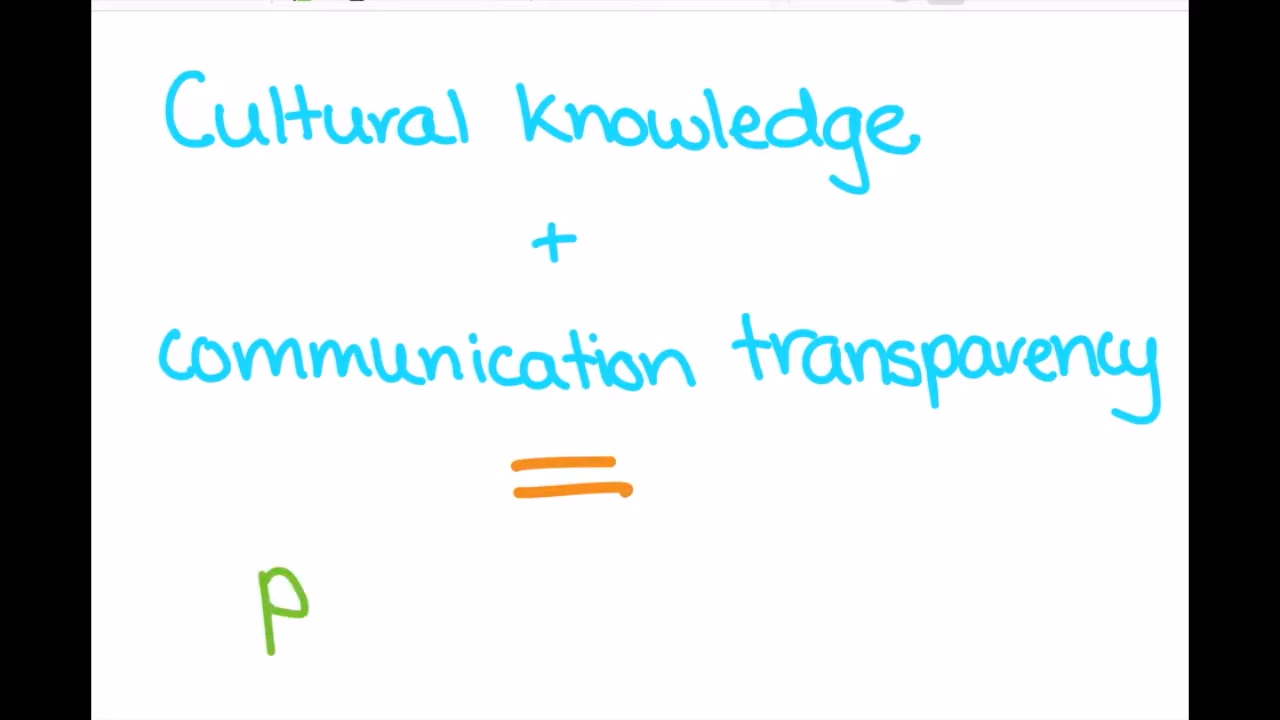 Cultural knowledge
+
communication transparency
=
P